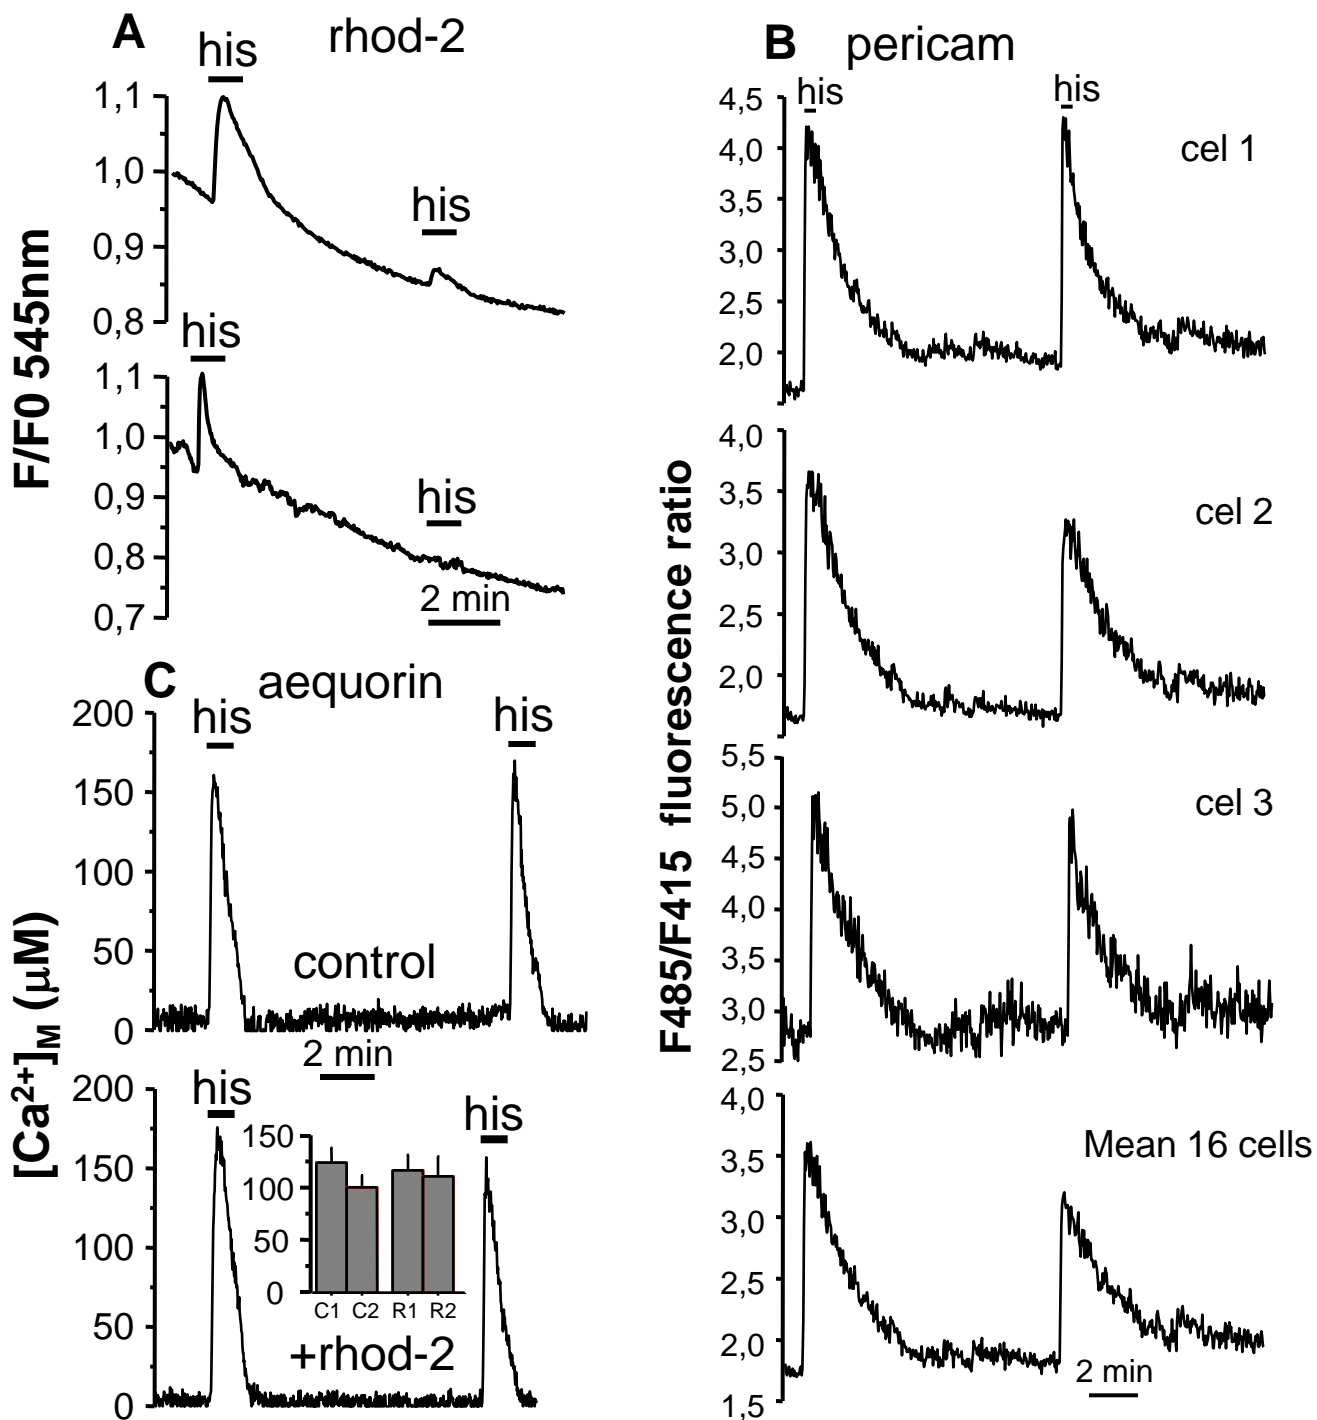 A
rhod-2
his
1,1
1,0
0,9
0,8
his
his
1,1
1,0
0,9
0,8
0,7
his
2 min
F/F0 545nm
B
pericam
his
his
4,5
4,0
3,5
3,0
2,5
2,0
cel 1
4,0
3,5
3,0
2,5
2,0
cel 2
5,5
5,0
4,5
4,0
3,5
3,0
2,5
cel 3
4,0
3,5
3,0
2,5
2,0
1,5
Mean 16 cells
2 min
F485/F415 fluorescence ratio
C
aequorin
200
150
100
50
0
his
his
control
2 min
200
150
100
50
0
his
his
150
100
50
0
C1 C2 R1 R2
+rhod-2
[Ca²⁺]M (μM)